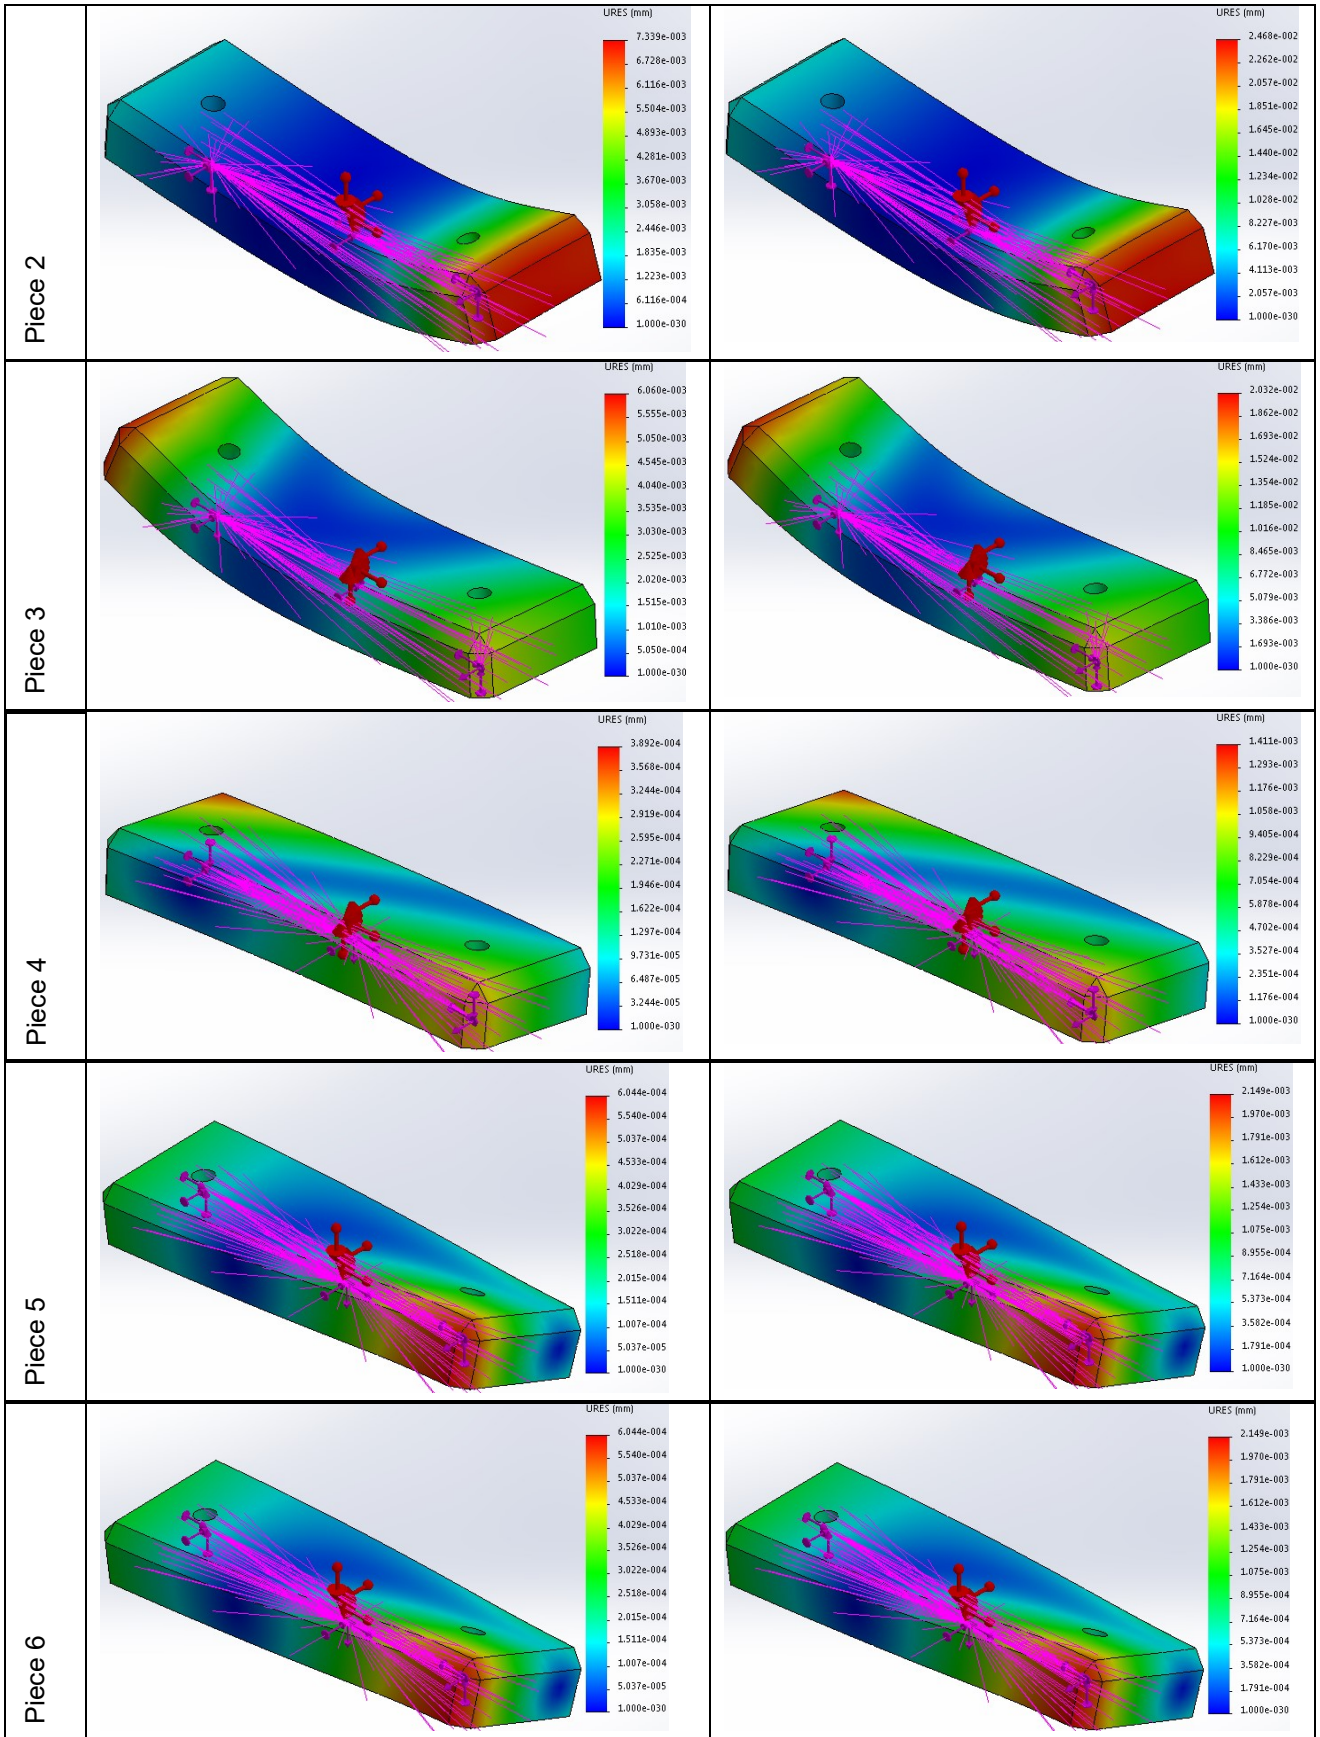 Piece 2
URES (mm)
7.339e-003
6.728e-003
6.116e-003
5.504e-003
4.893e-003
4.281e-003
3.670e-003
3.058e-003
2.446e-003
1.835e-003
1.223e-003
6.116e-004
1.000e-030
URES (mm)
2.468e-002
2.262e-002
2.057e-002
1.851e-002
1.645e-002
1.440e-002
1.234e-002
1.028e-002
8.227e-003
6.170e-003
4.113e-003
2.057e-003
1.000e-030
Piece 3
URES (mm)
6.060e-003
5.555e-003
5.050e-003
4.545e-003
4.040e-003
3.535e-003
3.030e-003
2.525e-003
2.020e-003
1.515e-003
1.010e-003
5.050e-004
1.000e-030
URES (mm)
2.032e-002
1.862e-002
1.693e-002
1.524e-002
1.354e-002
1.185e-002
1.016e-002
8.465e-003
6.772e-003
5.079e-003
3.386e-003
1.693e-003
1.000e-030
Piece 4
URES (mm)
3.892e-004
3.568e-004
3.244e-004
2.919e-004
2.595e-004
2.271e-004
1.946e-004
1.622e-004
1.297e-004
9.731e-005
6.487e-005
3.244e-005
1.000e-030
URES (mm)
1.411e-003
1.293e-003
1.176e-003
1.058e-003
9.405e-004
8.229e-004
7.054e-004
5.878e-004
4.702e-004
3.527e-004
2.351e-004
1.176e-004
1.000e-030
Piece 5
URES (mm)
6.044e-004
5.540e-004
5.037e-004
4.533e-004
4.029e-004
3.526e-004
3.022e-004
2.518e-004
2.015e-004
1.511e-004
1.007e-004
5.037e-005
1.000e-030
URES (mm)
2.149e-003
1.970e-003
1.791e-003
1.612e-003
1.433e-003
1.254e-003
1.075e-003
8.955e-004
7.164e-004
5.373e-004
3.582e-004
1.791e-004
1.000e-030
Piece 6
URES (mm)
6.044e-004
5.540e-004
5.037e-004
4.533e-004
4.029e-004
3.526e-004
3.022e-004
2.518e-004
2.015e-004
1.511e-004
1.007e-004
5.037e-005
1.000e-030
URES (mm)
2.149e-003
1.970e-003
1.791e-003
1.612e-003
1.433e-003
1.254e-003
1.075e-003
8.955e-004
7.164e-004
5.373e-004
3.582e-004
1.791e-004
1.000e-030